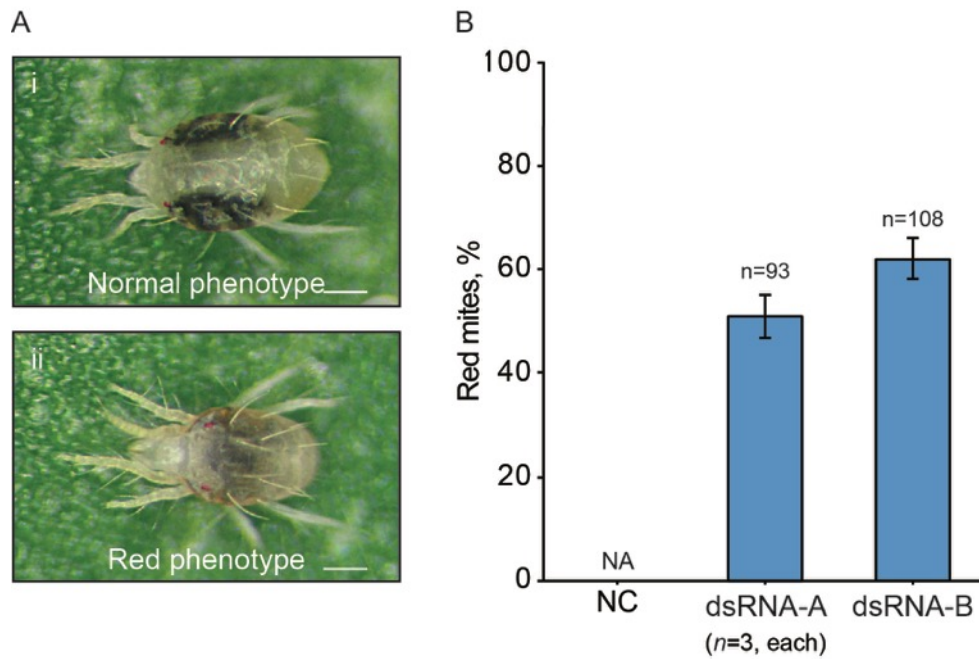 A
i
Normal phenotype
ii
Red phenotype
B
Red mites, %
100
80
60
40
20
0
NA
n=93
n=108
NC
dsRNA-A
dsRNA-B
(n=3, each)